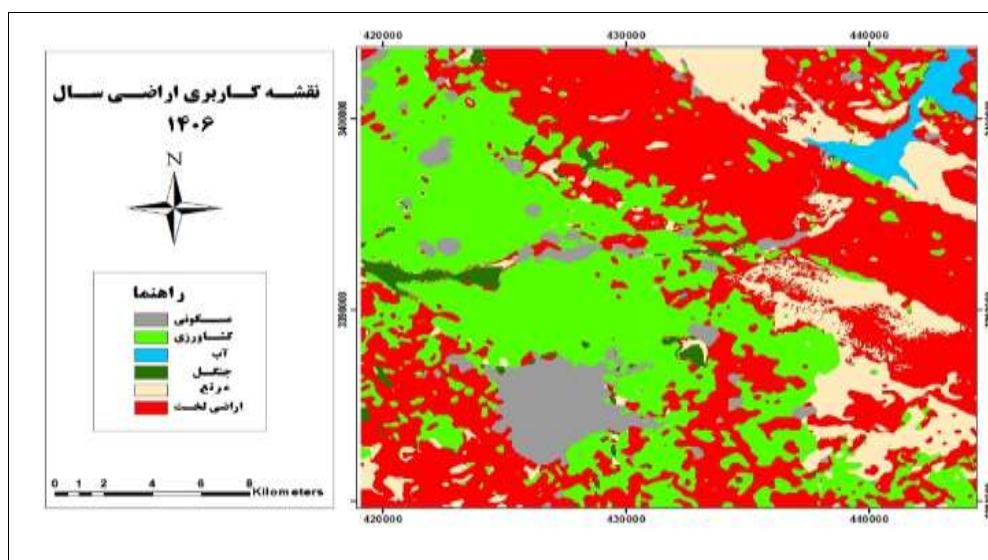 نقشه کاربری اراضی سال
۱۴۰۶
N
راهنما
مسکونی
کشاورزی
آب
جنگل
مرتع
اراضی لخت
0 1 2 4 6 8
Kilometers
420000 430000 440000
3400000
420000 430000 440000